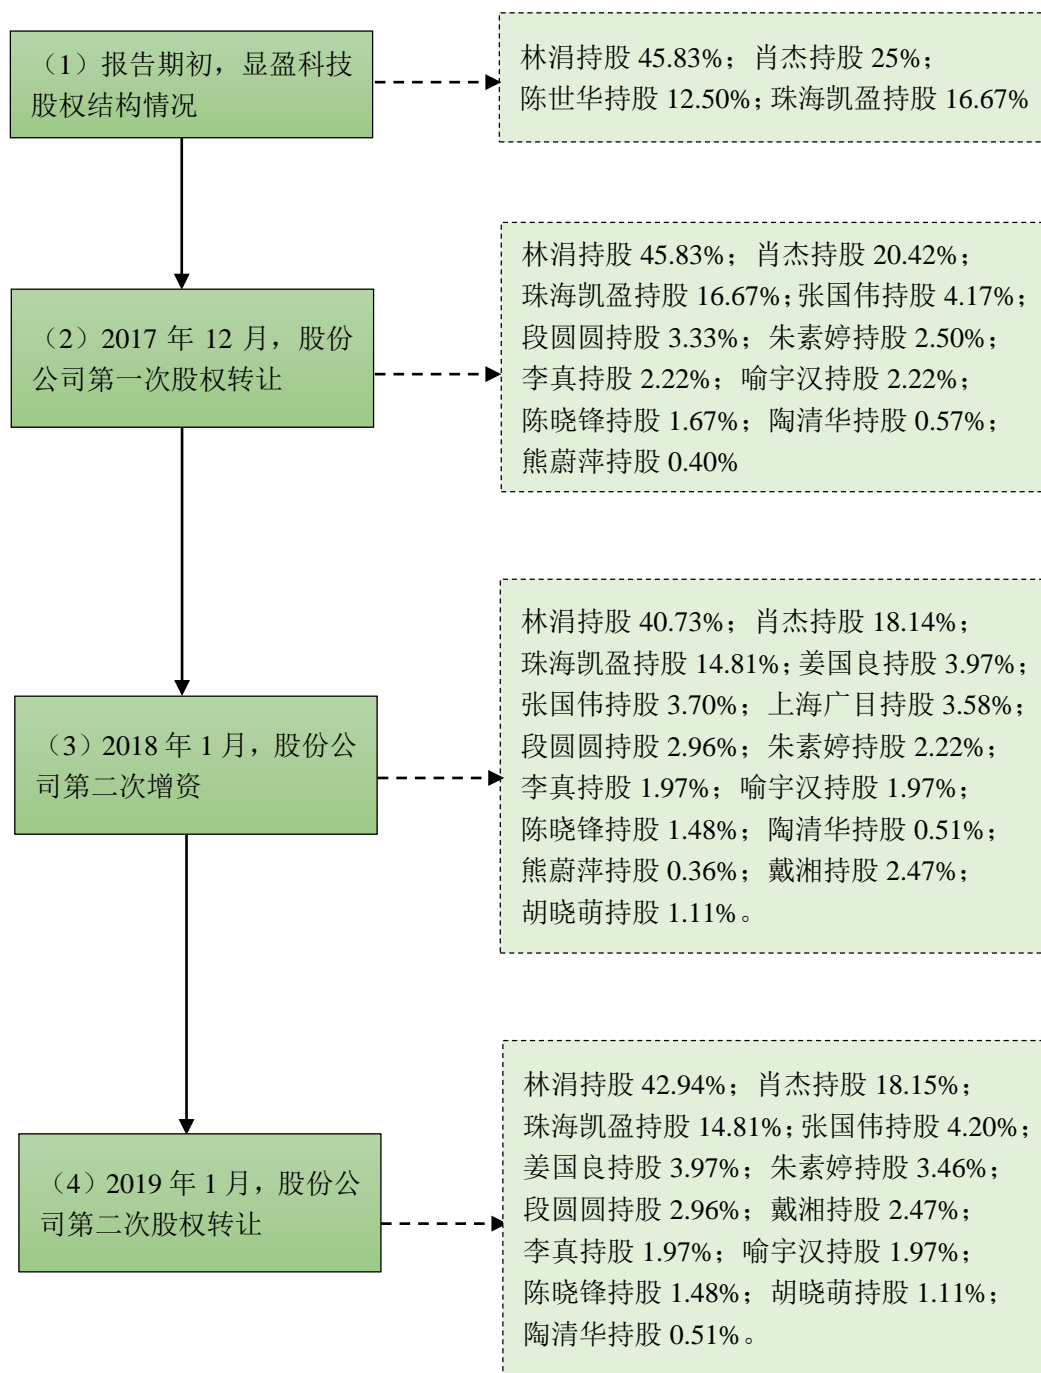 （1）报告期初，显盈科技
股权结构情况
林涓持股 45.83%；肖杰持股 25%；
陈世华持股 12.50%；珠海凯盈持股 16.67%
（2）2017 年 12 月，股份
公司第一次股权转让
林涓持股 45.83%；肖杰持股 20.42%；
珠海凯盈持股 16.67%；张国伟持股 4.17%；
段圆圆持股 3.33%；朱素婷持股 2.50%；
李真持股 2.22%；喻宇汉持股 2.22%；
陈晓锋持股 1.67%；陶清华持股 0.57%；
熊蔚萍持股 0.40%
（3）2018 年 1 月，股份公
司第二次增资
林涓持股 40.73%；肖杰持股 18.14%；
珠海凯盈持股 14.81%；姜国良持股 3.97%；
张国伟持股 3.70%；上海广目持股 3.58%；
段圆圆持股 2.96%；朱素婷持股 2.22%；
李真持股 1.97%；喻宇汉持股 1.97%；
陈晓锋持股 1.48%；陶清华持股 0.51%；
熊蔚萍持股 0.36%；戴湘持股 2.47%；
胡晓萌持股 1.11%。
（4）2019 年 1 月，股份公
司第二次股权转让
林涓持股 42.94%；肖杰持股 18.15%；
珠海凯盈持股 14.81%；张国伟持股 4.20%；
姜国良持股 3.97%；朱素婷持股 3.46%；
段圆圆持股 2.96%；戴湘持股 2.47%；
李真持股 1.97%；喻宇汉持股 1.97%；
陈晓锋持股 1.48%；胡晓萌持股 1.11%；
陶清华持股 0.51%。